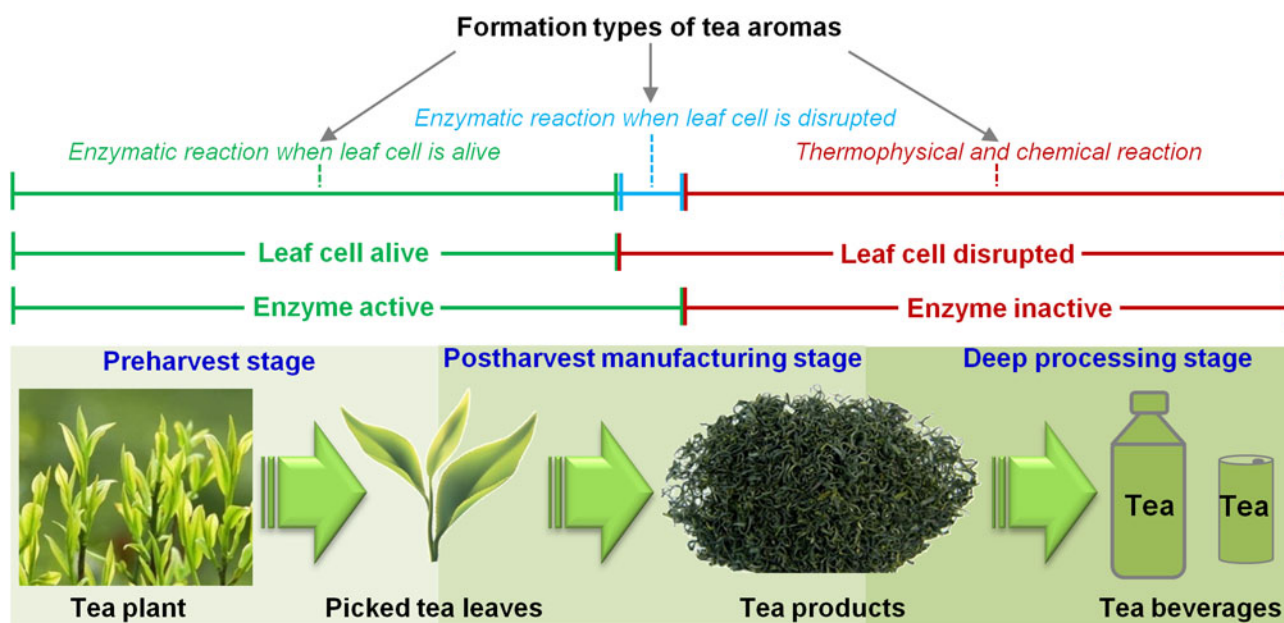 Formation types of tea aromas
Enzymatic reaction when leaf cell is disrupted
Enzymatic reaction when leaf cell is alive
Thermophysical and chemical reaction
Leaf cell alive
Leaf cell disrupted
Enzyme active
Enzyme inactive
Preharvest stage
Postharvest manufacturing stage
Deep processing stage
Tea
Tea
Tea plant
Picked tea leaves
Tea products
Tea beverages